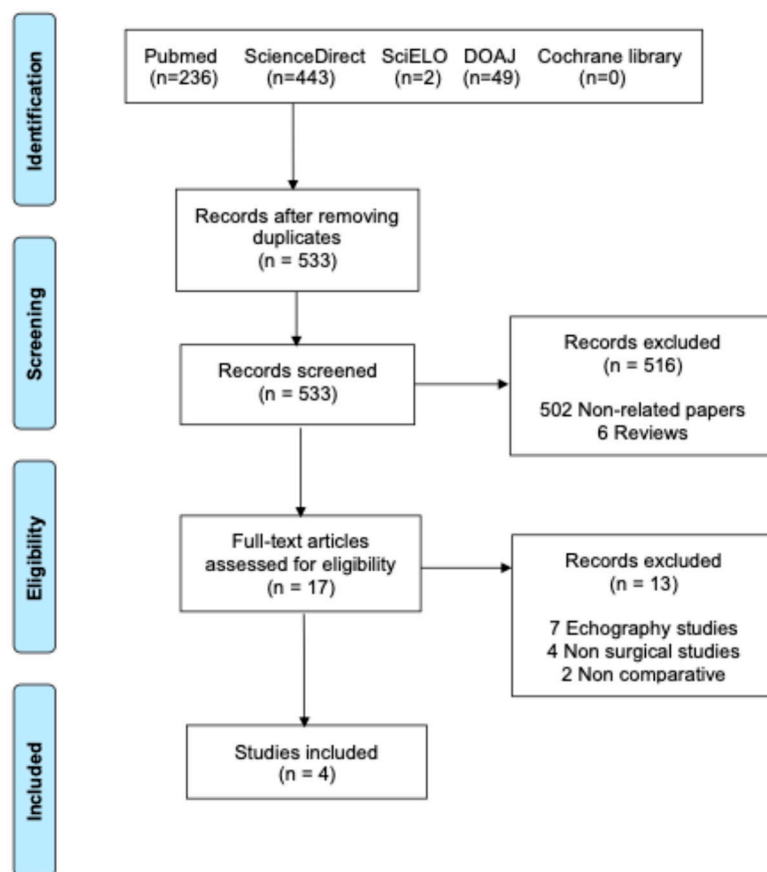 Identification
Pubmed ScienceDirect SciELO DOAJ Cochrane library
(n=236) (n=443) (n=2) (n=49) (n=0)
Records after removing
duplicates
(n = 533)
Screening
Records screened
(n = 533)
Records excluded
(n = 516)
502 Non-related papers
6 Reviews
Eligibility
Full-text articles
assessed for eligibility
(n = 17)
Records excluded
(n = 13)
7 Echography studies
4 Non surgical studies
2 Non comparative
Included
Studies included
(n = 4)